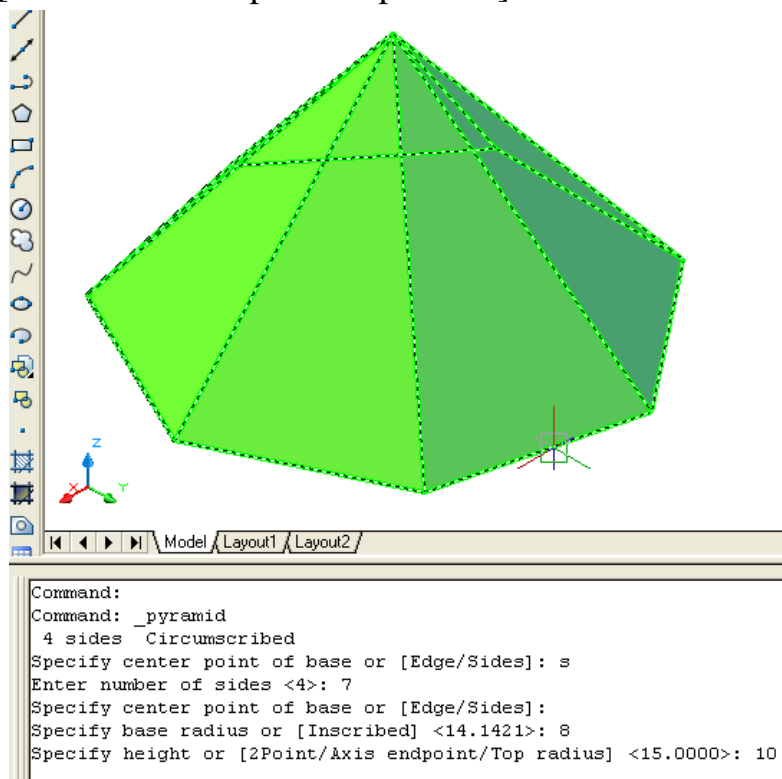 Z
X
Y
Model Layout1 Layout2
Command:
Command: _pyramid
4 sides Circumscribed
Specify center point of base or [Edge/Sides]: s
Enter number of sides <4>: 7
Specify center point of base or [Edge/Sides]:
Specify base radius or [Inscribed] <14.1421>: 8
Specify height or [2Point/Axis endpoint/Top radius] <15.0000>: 10